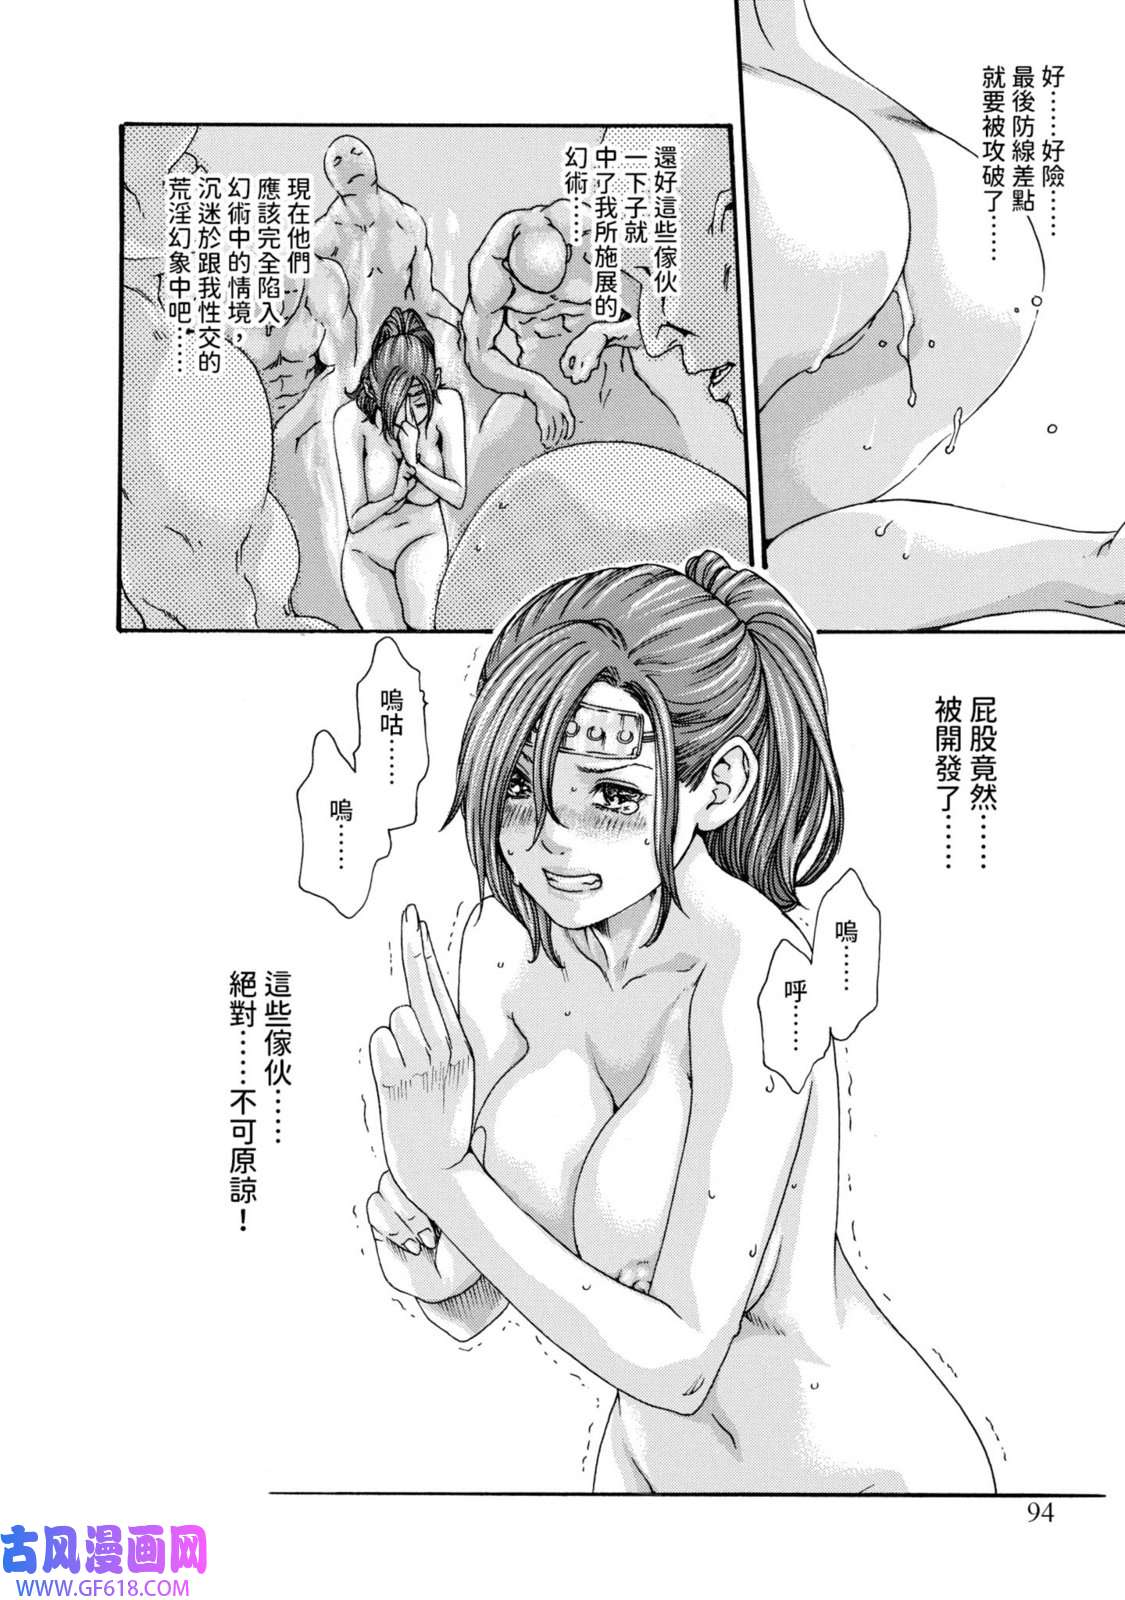 好……好險……
最後防線差點
就要被攻破了……
還好這些傢伙
一下子就
中了我所施展的
幻術……
現在他們
應該完全陷入
幻術中的情境，
沉迷於跟我性交的
荒淫幻象中吧……
屁股竟然……
被開發了……
嗚咕……
嗚……
嗚……
呼……
這些傢伙……
絕對……不可原諒！
94
古风漫画网
WWW.GF618.COM